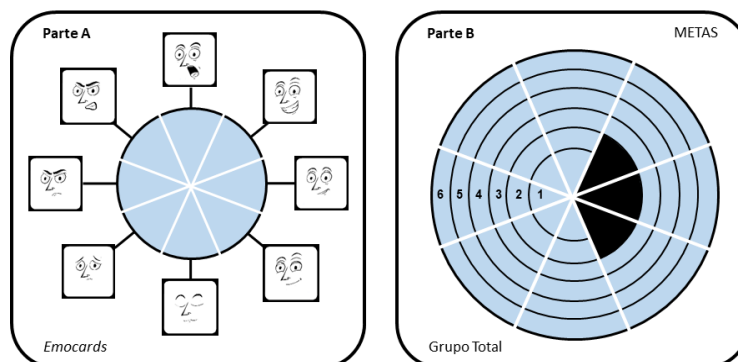 Parte A
Emocards
Parte B
METAS
6 5 4 3 2 1
Grupo Total